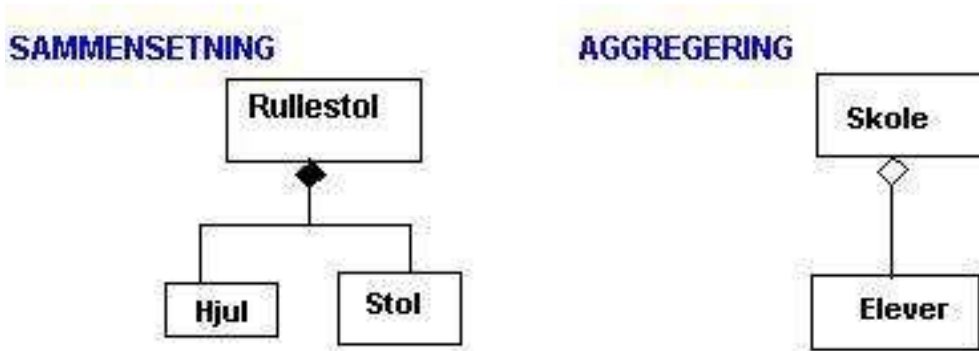 SAMMENSETNING
Rullestol
Hjul
Stol
AGGREGERING
Skole
Elever